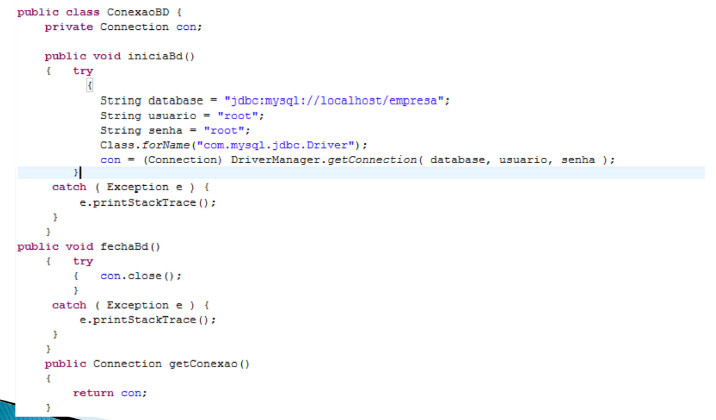 public class ConexaoBD {
private Connection con;
public void iniciaBd()
{ try
{
String database = "jdbc:mysql://localhost/empresa";
String usuario = "root";
String senha = "root";
Class.forName("com.mysql.jdbc.Driver");
con = (Connection) DriverManager.getConnection( database, usuario, senha );
}
catch ( Exception e ) {
e.printStackTrace();
}
}
public void fechaBd()
{ try
{ con.close();
}
catch ( Exception e ) {
e.printStackTrace();
}
}
public Connection getConexao()
{
return con;
}